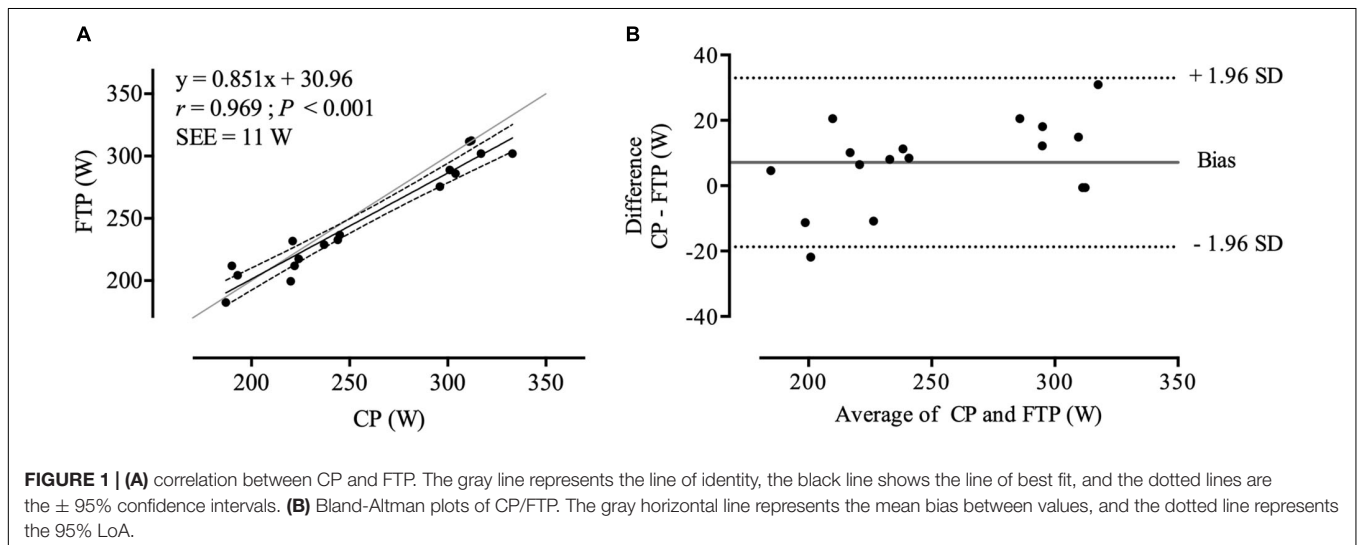 A
y = 0.851x + 30.96
r = 0.969 ; P < 0.001
SEE = 11 W
350
300
250
200
FTP (W)
200 250 300 350
CP (W)
B
40
20
0
-20
-40
Difference
CP - FTP (W)
+ 1.96 SD
Bias
- 1.96 SD
200 250 300 350
Average of CP and FTP (W)
FIGURE 1 | (A) correlation between CP and FTP. The gray line represents the line of identity, the black line shows the line of best fit, and the dotted lines are
the ± 95% confidence intervals. (B) Bland-Altman plots of CP/FTP. The gray horizontal line represents the mean bias between values, and the dotted line represents
the 95% LoA.